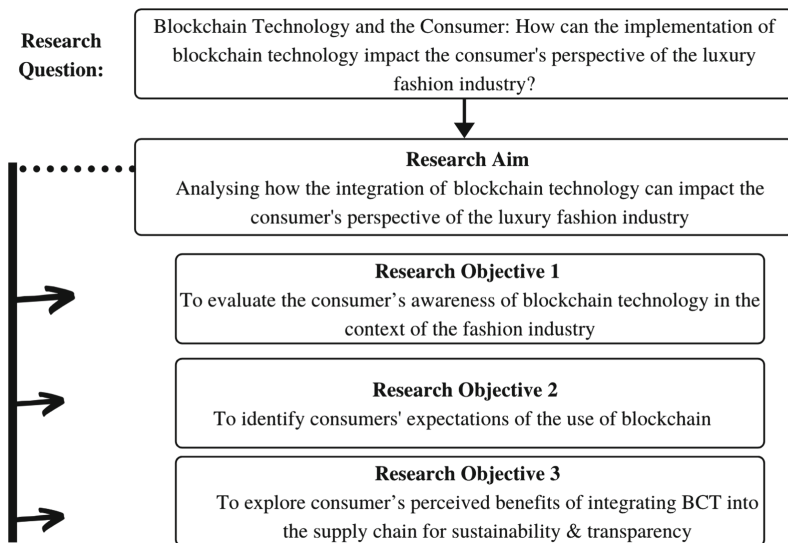 Research
Question:
Blockchain Technology and the Consumer: How can the implementation of
blockchain technology impact the consumer's perspective of the luxury
fashion industry?
Research Aim
Analysing how the integration of blockchain technology can impact the
consumer's perspective of the luxury fashion industry
Research Objective 1
To evaluate the consumer’s awareness of blockchain technology in the
context of the fashion industry
Research Objective 2
To identify consumers' expectations of the use of blockchain
Research Objective 3
To explore consumer’s perceived benefits of integrating BCT into
the supply chain for sustainability & transparency